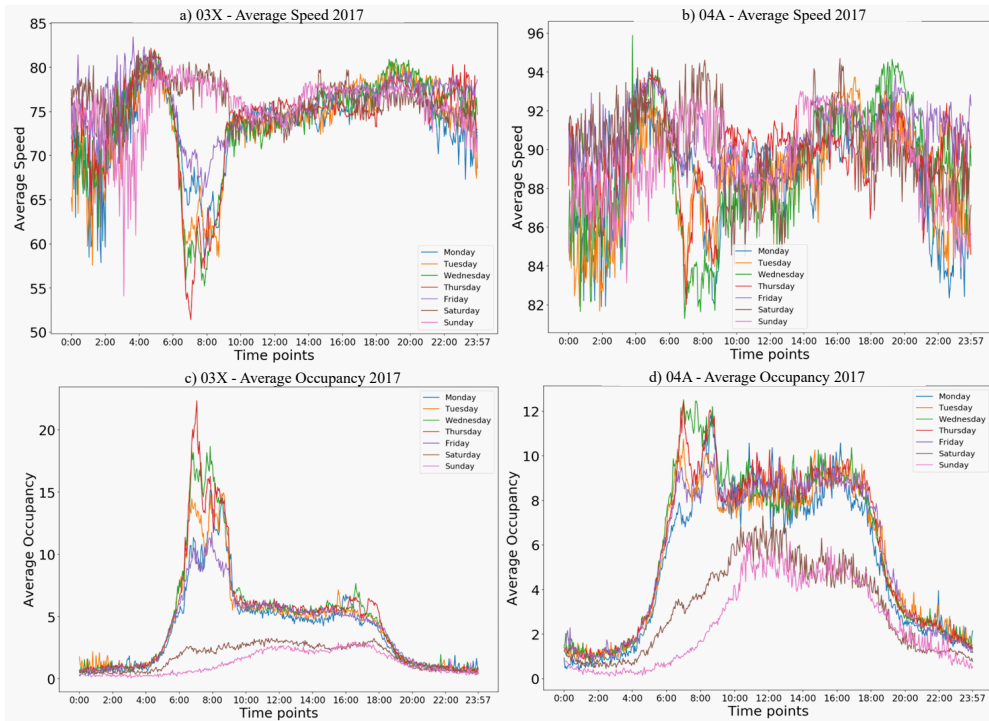 a) 03X - Average Speed 2017
85
80
75
70
65
60
55
50
Average Speed
0:00 2:00 4:00 6:00 8:00 10:00 12:00 14:00 16:00 18:00 20:00 22:00 23:57
Time points
Monday
Tuesday
Wednesday
Thursday
Friday
Saturday
Sunday
b) 04A - Average Speed 2017
96
94
92
90
88
86
84
82
Average Speed
0:00 2:00 4:00 6:00 8:00 10:00 12:00 14:00 16:00 18:00 20:00 22:00 23:57
Time points
Monday
Tuesday
Wednesday
Thursday
Friday
Saturday
Sunday
c) 03X - Average Occupancy 2017
20
15
10
5
0
Average Occupancy
0:00 2:00 4:00 6:00 8:00 10:00 12:00 14:00 16:00 18:00 20:00 22:00 23:57
Time points
Monday
Tuesday
Wednesday
Thursday
Friday
Saturday
Sunday
d) 04A - Average Occupancy 2017
12
10
8
6
4
2
0
Average Occupancy
0:00 2:00 4:00 6:00 8:00 10:00 12:00 14:00 16:00 18:00 20:00 22:00 23:57
Time points
Monday
Tuesday
Wednesday
Thursday
Friday
Saturday
Sunday